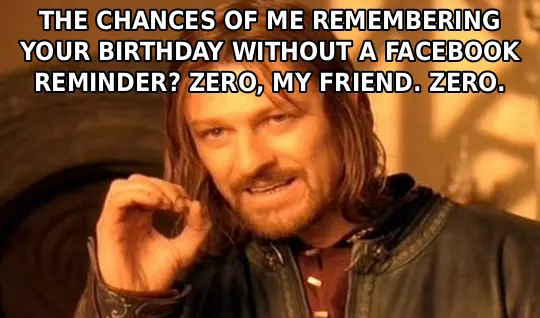 THE CHANCES OF ME REMEMBERING
YOUR BIRTHDAY WITHOUT A FACEBOOK
REMINDER? ZERO, MY FRIEND. ZERO.